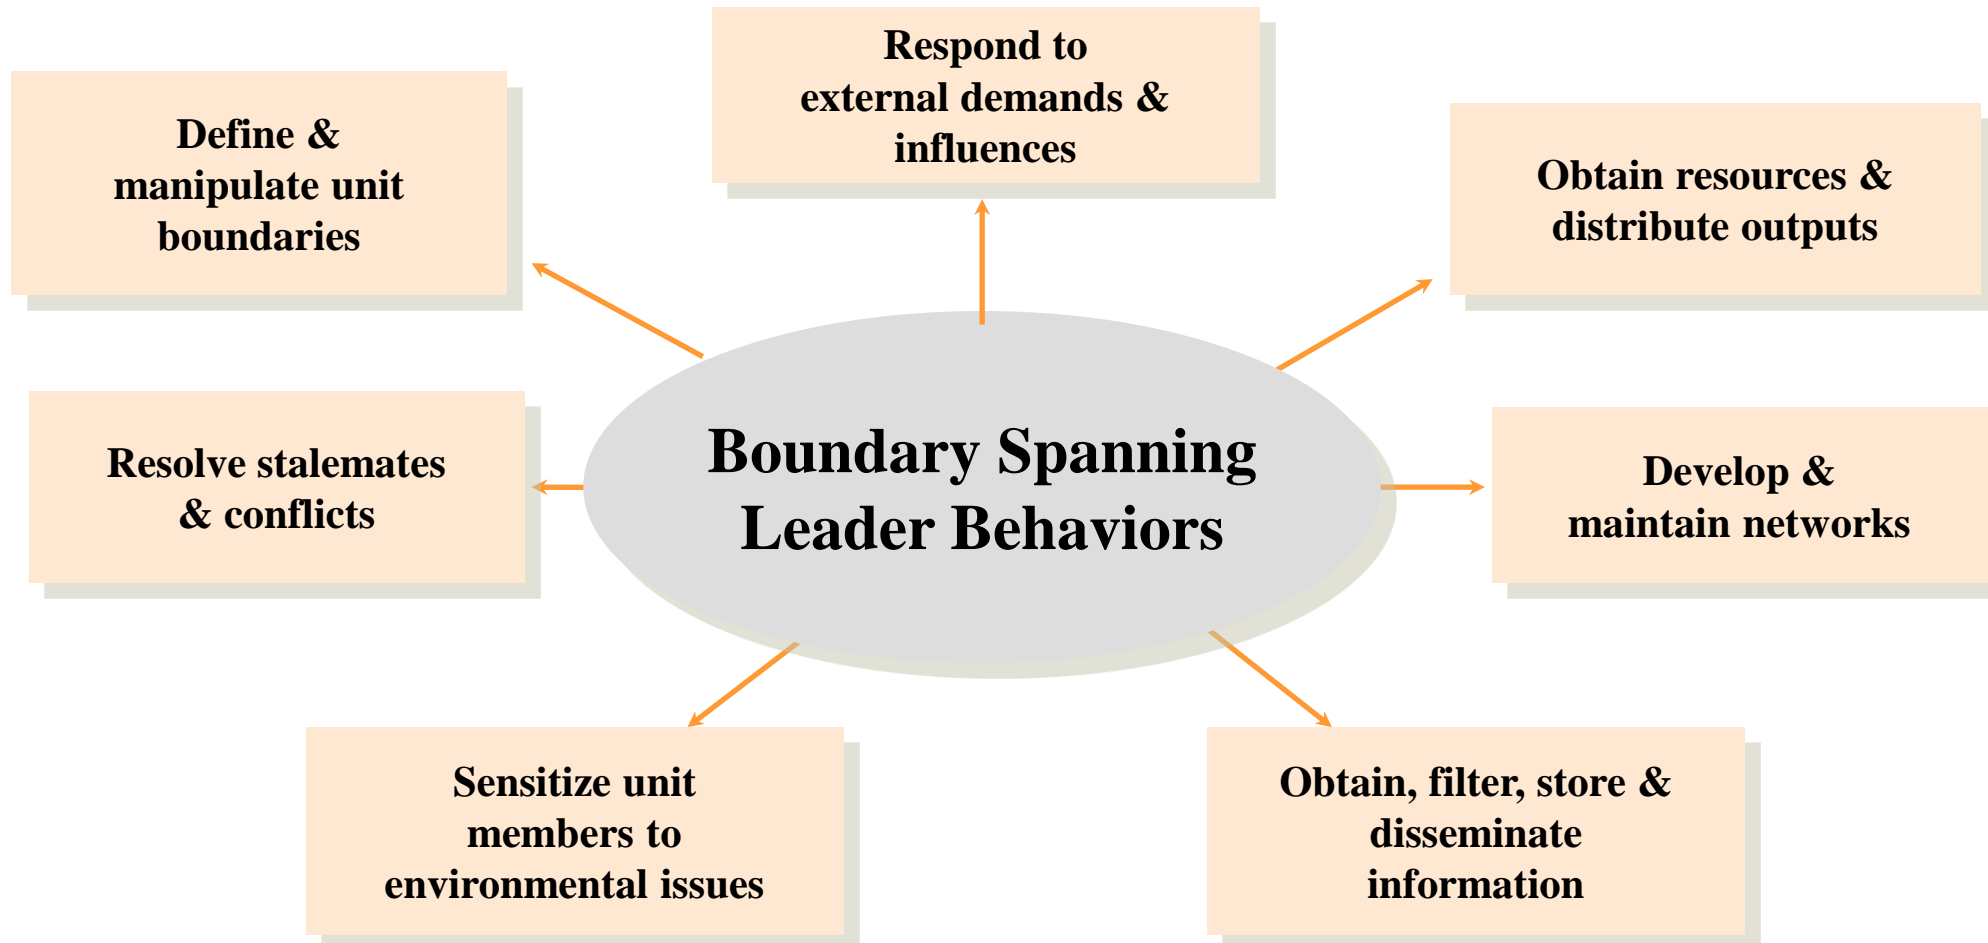 Respond to
external demands &
influences
Define &
manipulate unit
boundaries
Obtain resources &
distribute outputs
Boundary Spanning
Leader Behaviors
Resolve stalemates
& conflicts
Develop &
maintain networks
Sensitize unit
members to
environmental issues
Obtain, filter, store &
disseminate
information